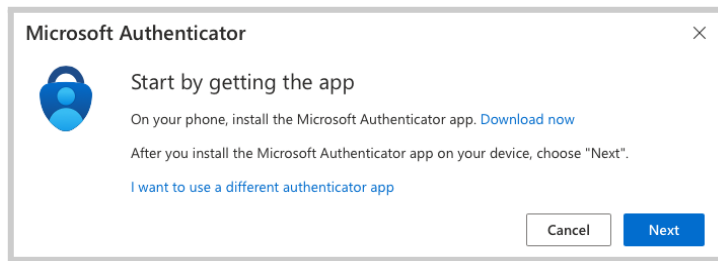 Microsoft Authenticator
Start by getting the app
On your phone, install the Microsoft Authenticator app. Download now
After you install the Microsoft Authenticator app on your device, choose "Next".
I want to use a different authenticator app
Cancel Next